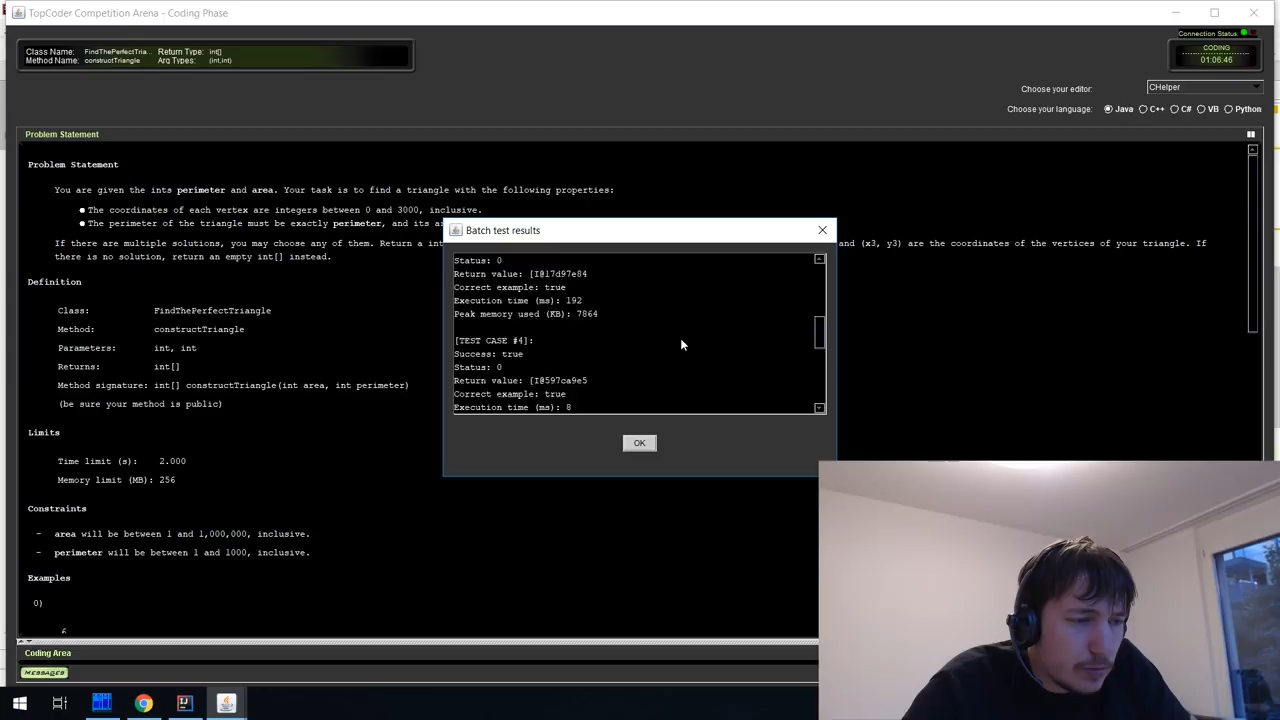 TopCoder Competition Arena - Coding Phase
Connection Status
Class Name: FindThePerfectTria... Return Type: int[]
Method Name: constructTriangle Arg Types: (int,int)
CODING
01:06:46
Choose your editor: CHelper
Choose your language: Java C++ C# VB Python
Problem Statement
Problem Statement
You are given the ints perimeter and area. Your task is to find a triangle with the following properties:
The coordinates of each vertex are integers between 0 and 3000, inclusive.
The perimeter of the triangle must be exactly perimeter, and its
If there are multiple solutions, you may choose any of them. Return a int and (x3, y3) are the coordinates of the vertices of your triangle. If
there is no solution, return an empty int[] instead.
Definition
Class: FindThePerfectTriangle
Method: constructTriangle
Parameters: int, int
Returns: int[]
Method signature: int[] constructTriangle(int area, int perimeter)
(be sure your method is public)
Limits
Time limit (s): 2.000
Memory limit (MB): 256
Constraints
- area will be between 1 and 1,000,000, inclusive.
- perimeter will be between 1 and 1000, inclusive.
Examples
0)
6
Coding Area
MESSAGES
Batch test results
Status: 0
Return value: [I@17d97e84
Correct example: true
Execution time (ms): 192
Peak memory used (KB): 7864
[TEST CASE #4]:
Success: true
Status: 0
Return value: [I@597ca9e5
Correct example: true
Execution time (ms): 8
OK